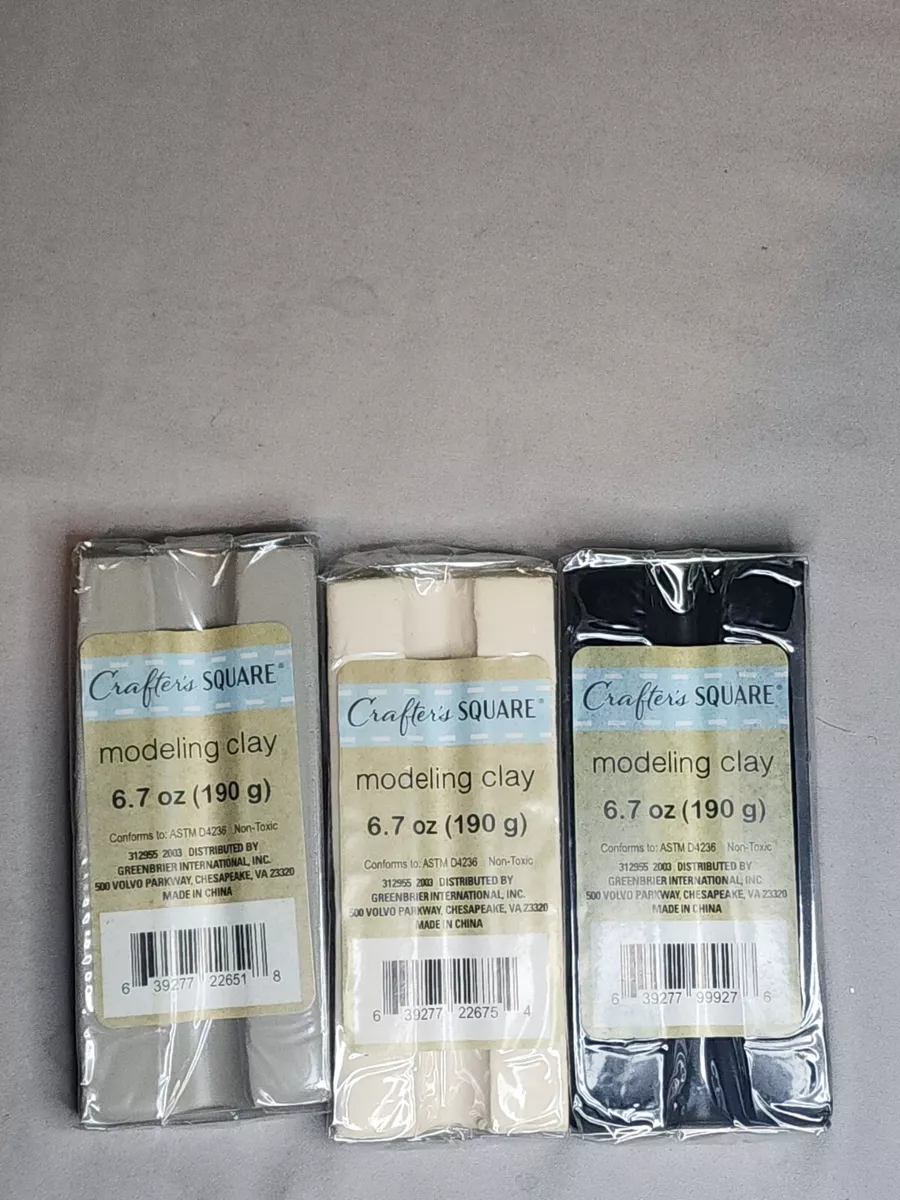 Crafter's SQUARE®
modeling clay
6.7 oz (190 g)
Conforms to: ASTM D4236 Non-Toxic
312955 2003 DISTRIBUTED BY
GREENBRIER INTERNATIONAL, INC.
500 VOLVO PARKWAY, CHESAPEAKE, VA 23320
MADE IN CHINA
6 39277 22651 8
Crafter's SQUARE®
modeling clay
6.7 oz (190 g)
Conforms to: ASTM D4236 Non-Toxic
312955 2003 DISTRIBUTED BY
GREENBRIER INTERNATIONAL, INC.
500 VOLVO PARKWAY, CHESAPEAKE, VA 23320
MADE IN CHINA
6 39277 22675 4
Crafter's SQUARE®
modeling clay
6.7 oz (190 g)
Conforms to: ASTM D4236 Non-Toxic
312955 2003 DISTRIBUTED BY
GREENBRIER INTERNATIONAL, INC
500 VOLVO PARKWAY, CHESAPEAKE, VA 23320
MADE IN CHINA
6 39277 99927 6